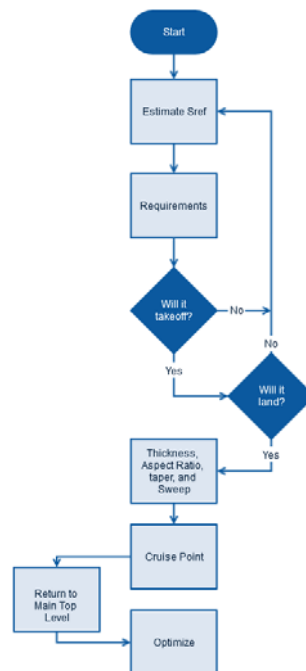 Start
Estimate Sref
Requirements
Will it
takeoff?
No
No
Yes
Will it
land?
Yes
Thickness,
Aspect Ratio,
taper, and
Sweep
Cruise Point
Return to
Main Top
Level
Optimize